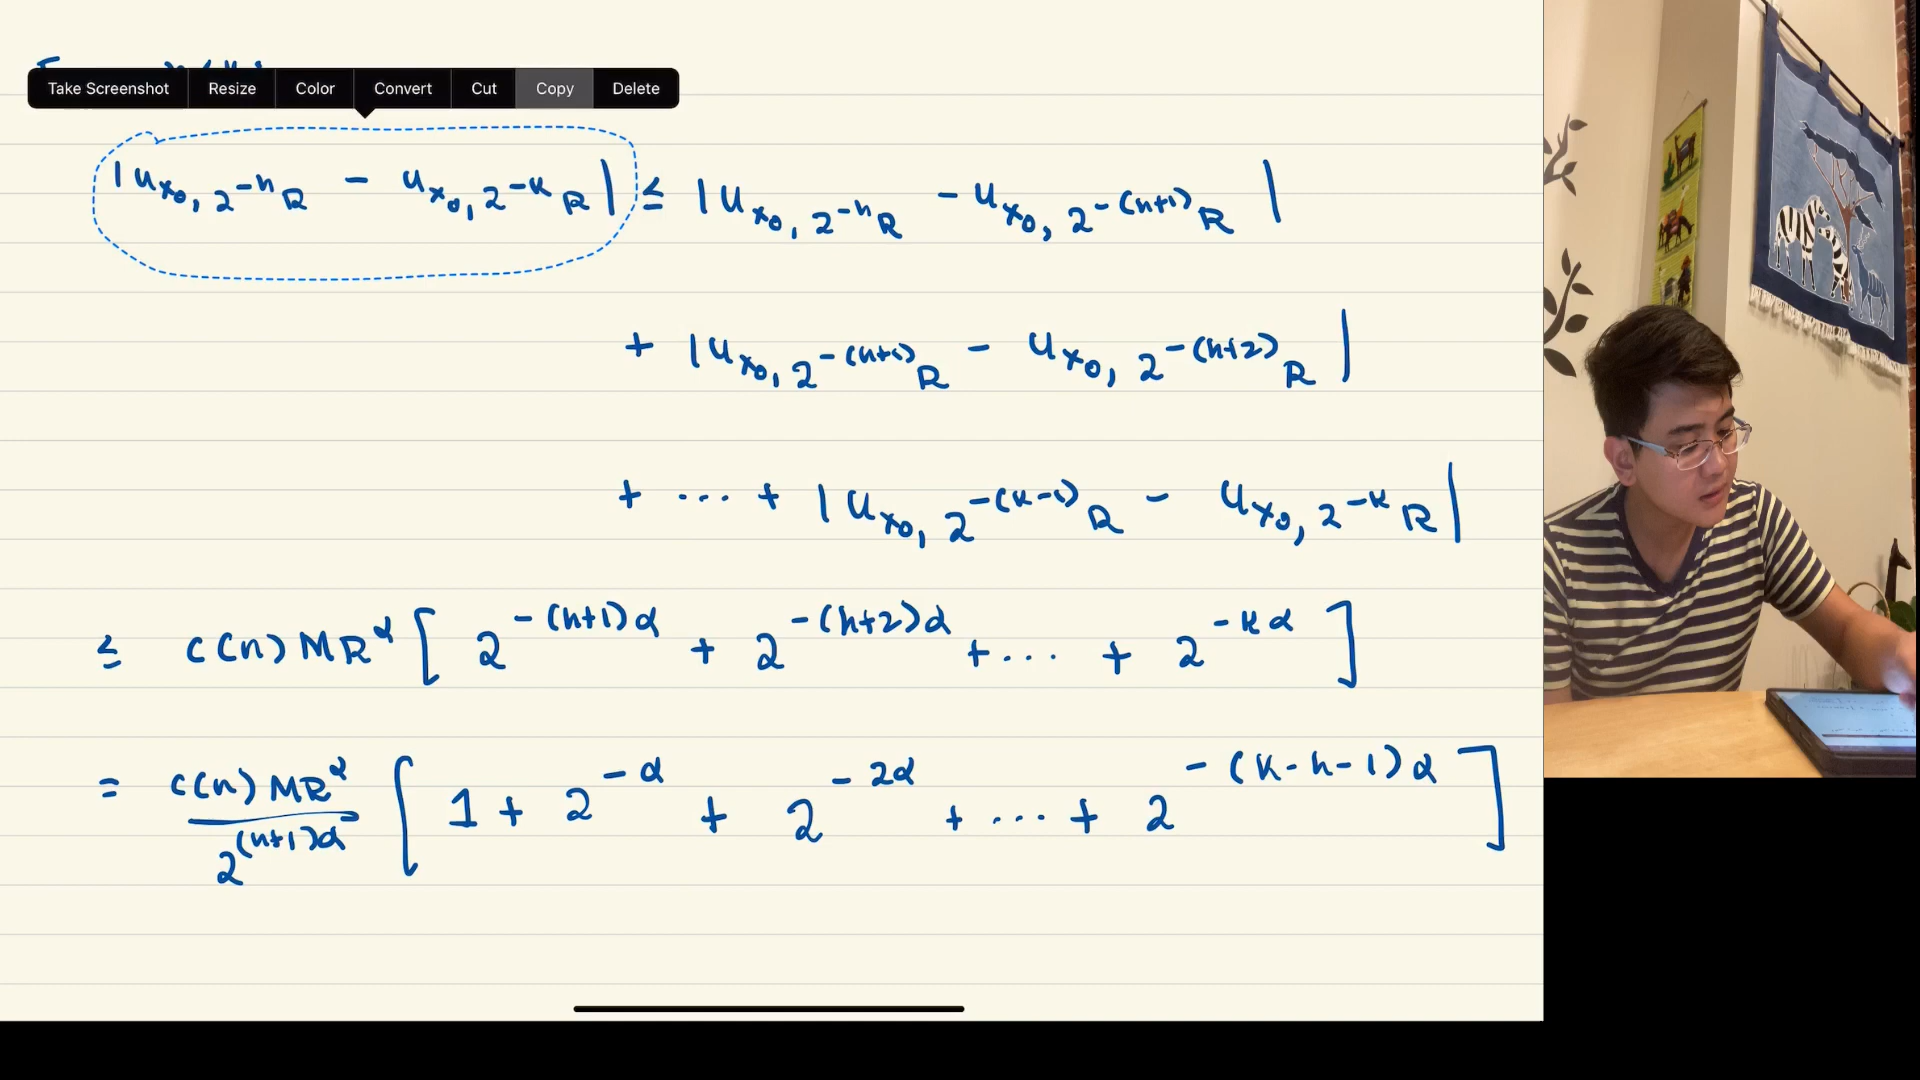 Take Screenshot Resize Color Convert Cut Copy Delete
|u_{x_0, 2^{-h}R} - u_{x_0, 2^{-k}R}| ≤ |u_{x_0, 2^{-h}R} - u_{x_0, 2^{-(h+1)}R}|
+ |u_{x_0, 2^{-(h+1)}R} - u_{x_0, 2^{-(h+2)}R}|
+ ... + |u_{x_0, 2^{-(k-1)}R} - u_{x_0, 2^{-k}R}|
≤ c(n) M R^α [ 2^{-(h+1)α} + 2^{-(h+2)α} + ... + 2^{-kα} ]
= \frac{c(n) M R^α}{2^{(h+1)α}} [ 1 + 2^{-α} + 2^{-2α} + ... + 2^{-(k-h-1)α} ]